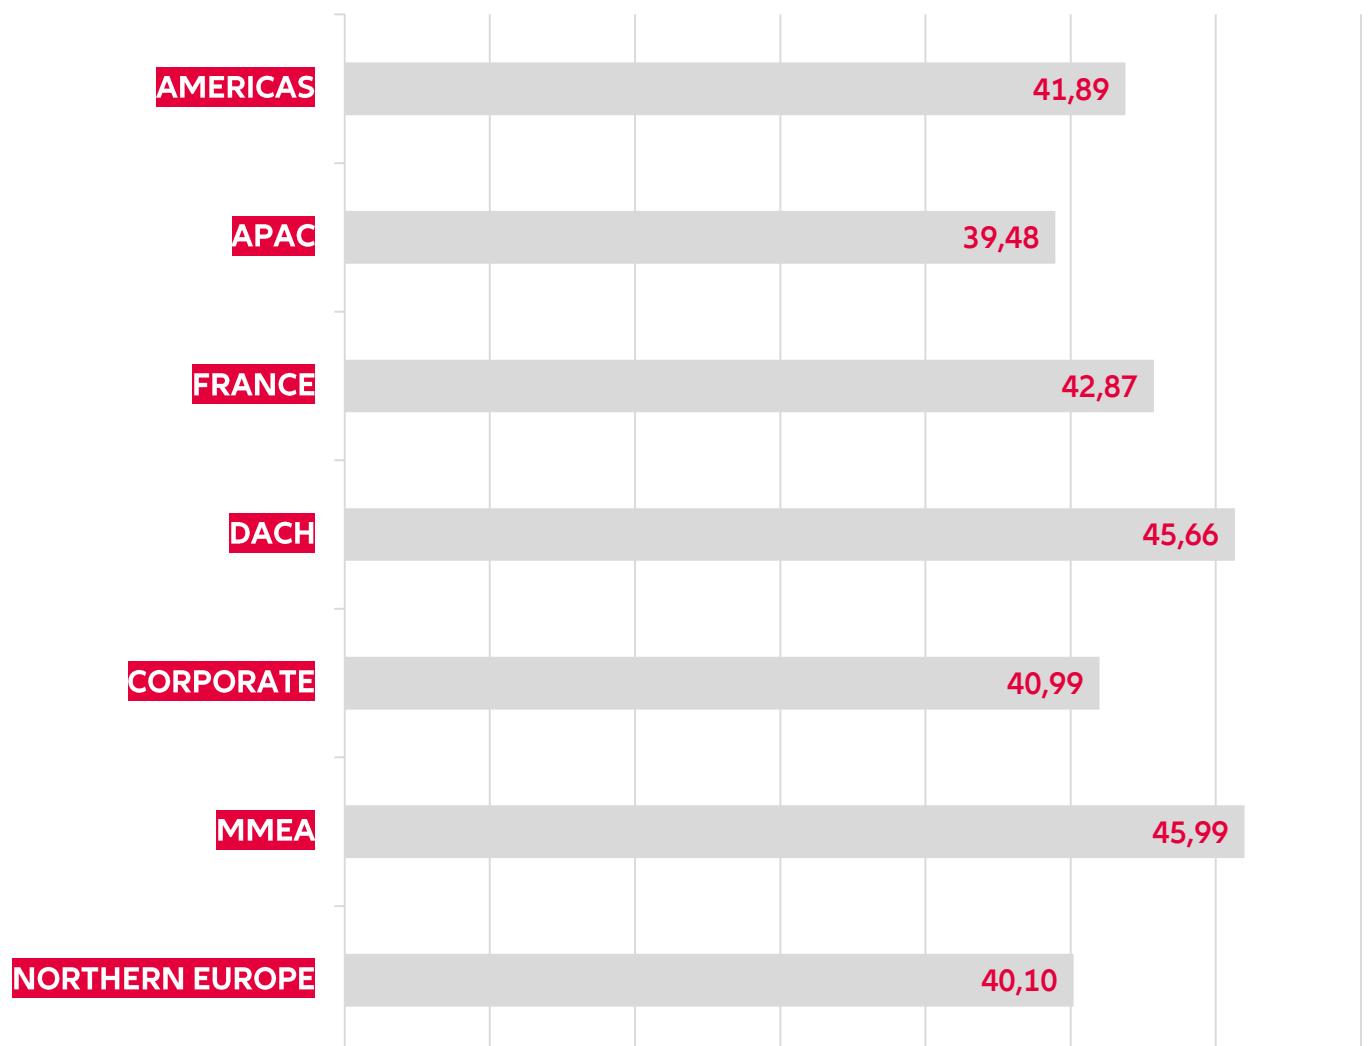 AMERICAS 41,89
APAC 39,48
FRANCE 42,87
DACH 45,66
CORPORATE 40,99
MMEA 45,99
NORTHERN EUROPE 40,10